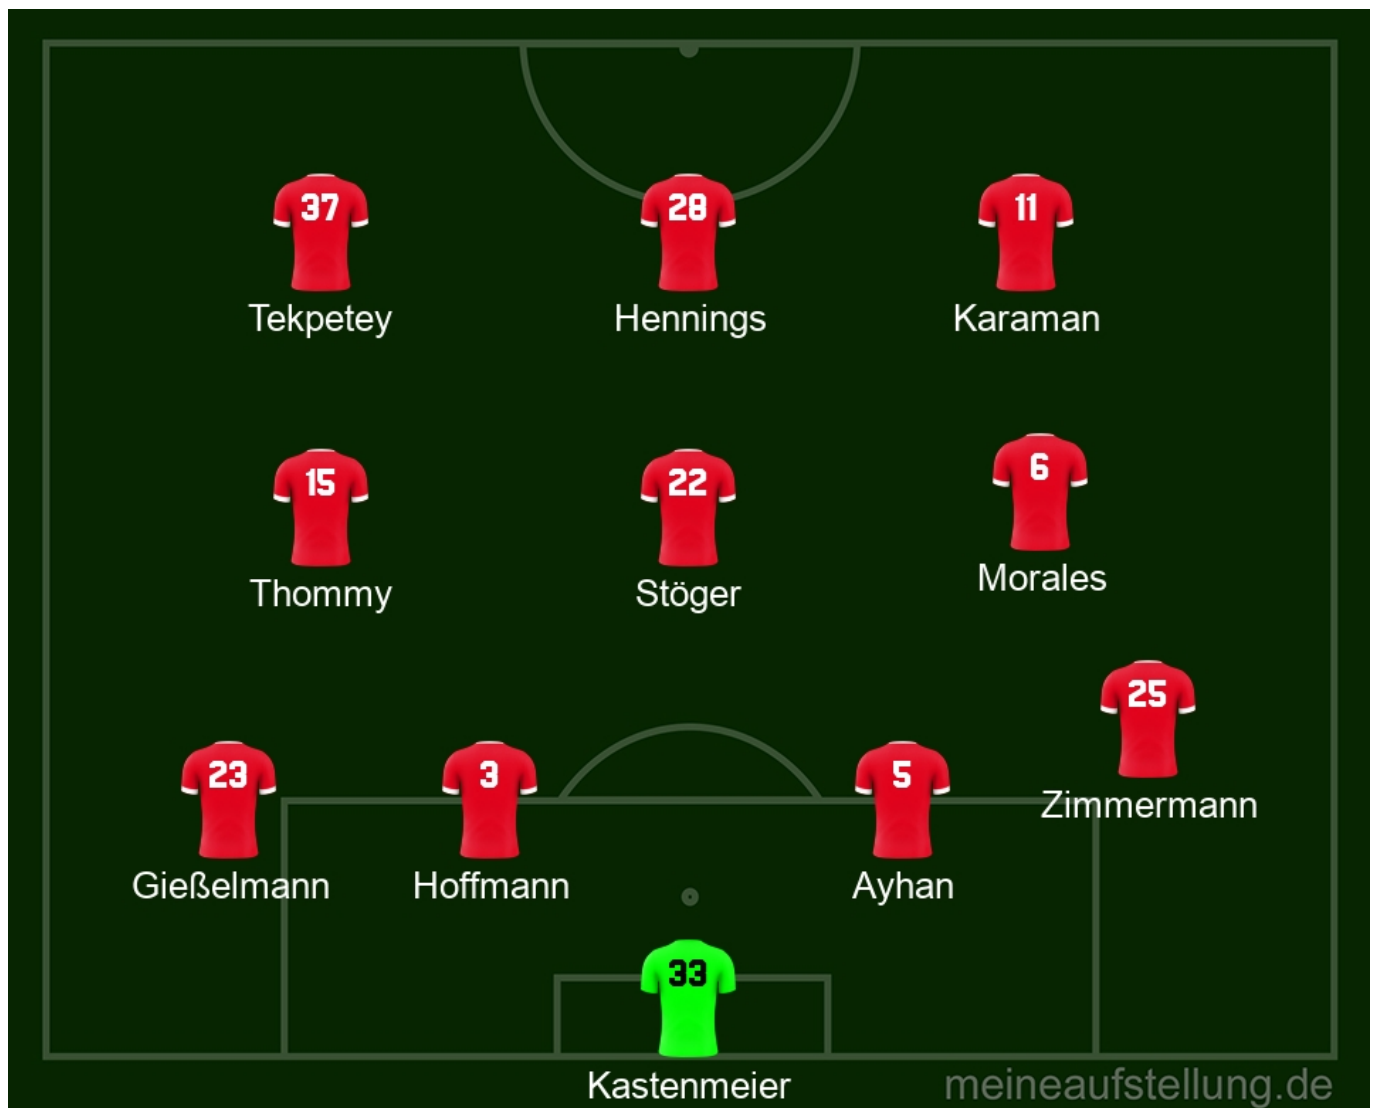 37
28
11
Tekpetey
Hennings
Karaman
15
22
6
Thommy
Stöger
Morales
25
Zimmermann
23
3
5
Gießelmann
Hoffmann
Ayhan
33
Kastenmeier
meineaufstellung.de